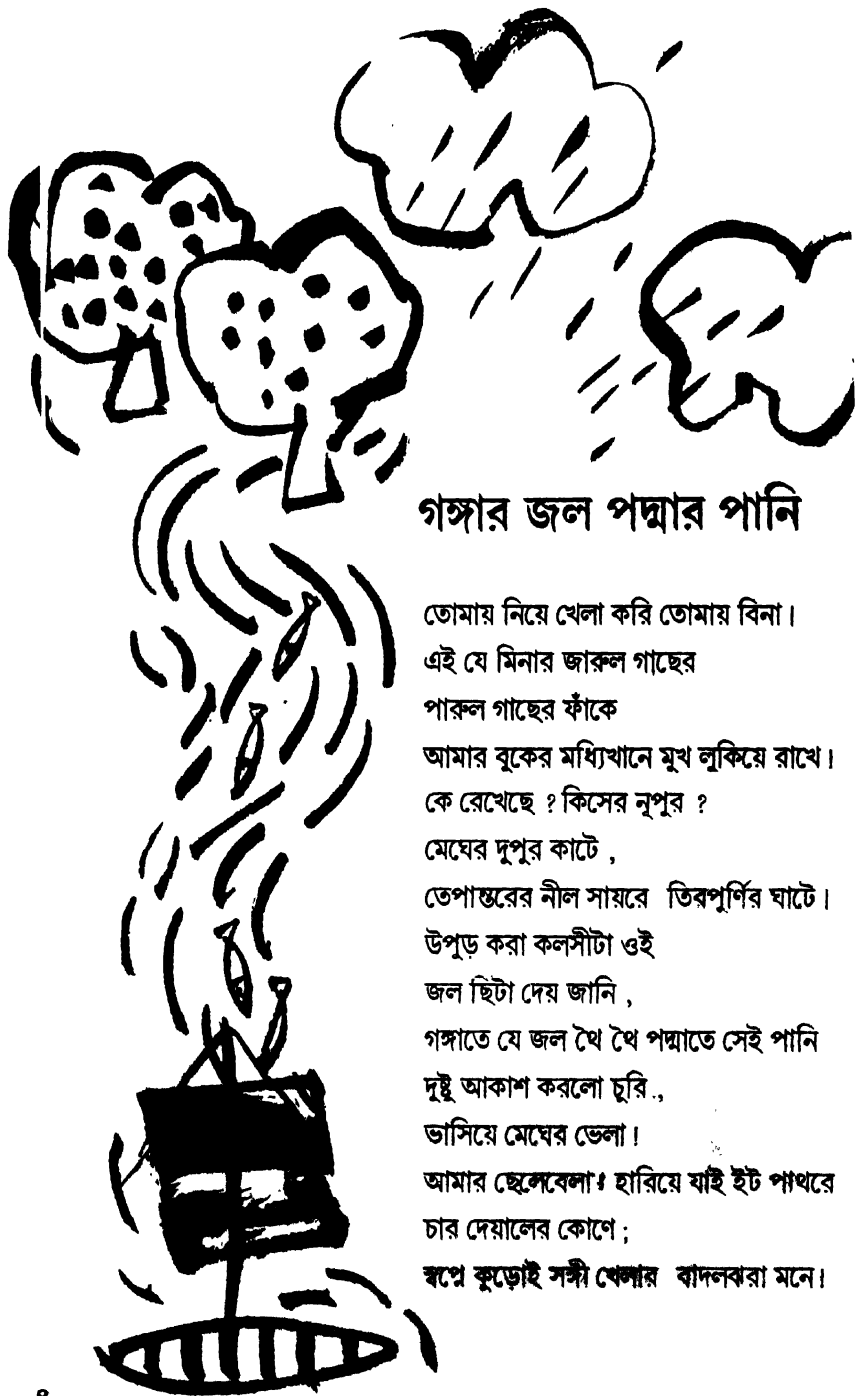 গঙ্গার জল পদ্মার পানি
তোমায় নিয়ে খেলা করি তোমায় বিনা।
এই যে মিনার জারুল গাছের
পারুল গাছের ফাঁকে
আমার বুকের মধ্যিখানে মুখ লুকিয়ে রাখে।
কে রেখেছে ? কিসের নূপুর ?
মেঘের দুপুর কাটে ,
তেপান্তরের নীল সায়রে তিরপুর্ণির ঘাটে।
উপুড় করা কলসীটা ওই
জল ছিটা দেয় জানি ,
গঙ্গাতে যে জল থৈ থৈ পদ্মাতে সেই পানি
দুষ্টু আকাশ করলো চুরি ,
ভাসিয়ে মেঘের ভেলা।
আমার ছেলেবেলা! হারিয়ে যাই ইট পাথরে
চার দেয়ালের কোণে ;
স্বপ্নে কুড়োই সঙ্গী খেলার বাদলঝরা মনে।